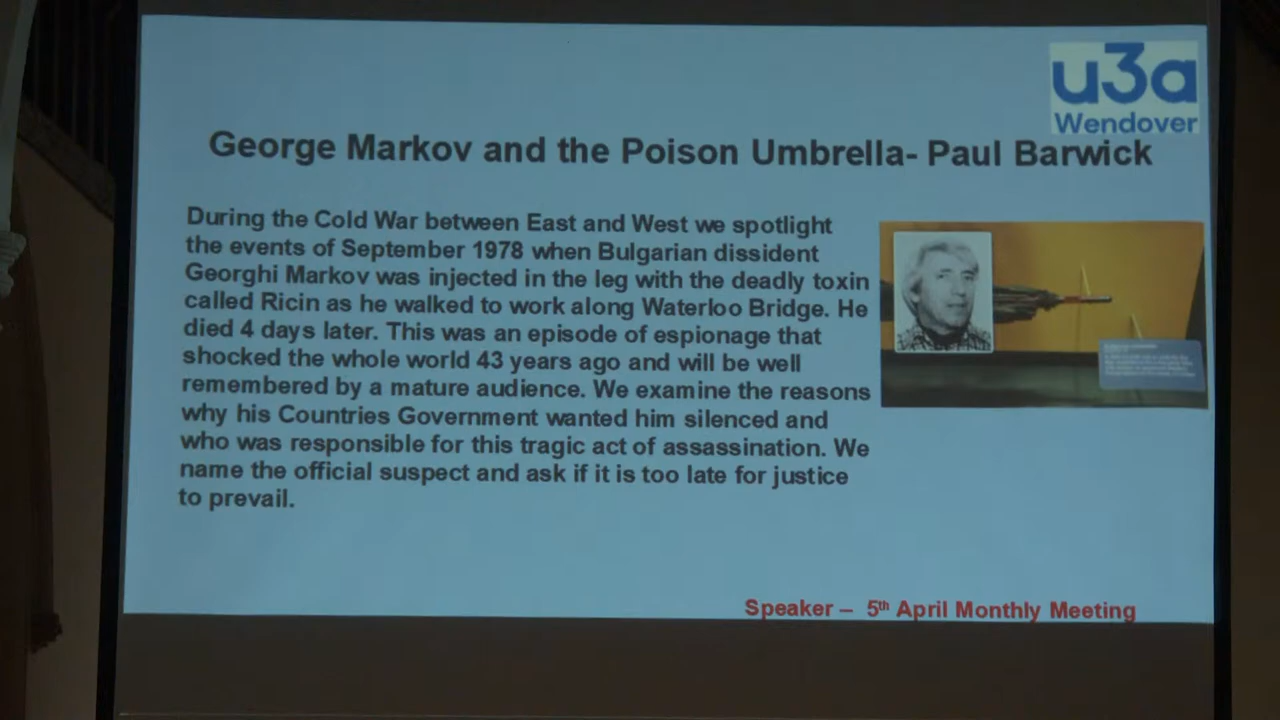 u3a
Wendover
George Markov and the Poison Umbrella- Paul Barwick
During the Cold War between East and West we spotlight
the events of September 1978 when Bulgarian dissident
Georghi Markov was injected in the leg with the deadly toxin
called Ricin as he walked to work along Waterloo Bridge. He
died 4 days later. This was an episode of espionage that
shocked the whole world 43 years ago and will be well
remembered by a mature audience. We examine the reasons
why his Countries Government wanted him silenced and
who was responsible for this tragic act of assassination. We
name the official suspect and ask if it is too late for justice
to prevail.
Speaker – 5th April Monthly Meeting